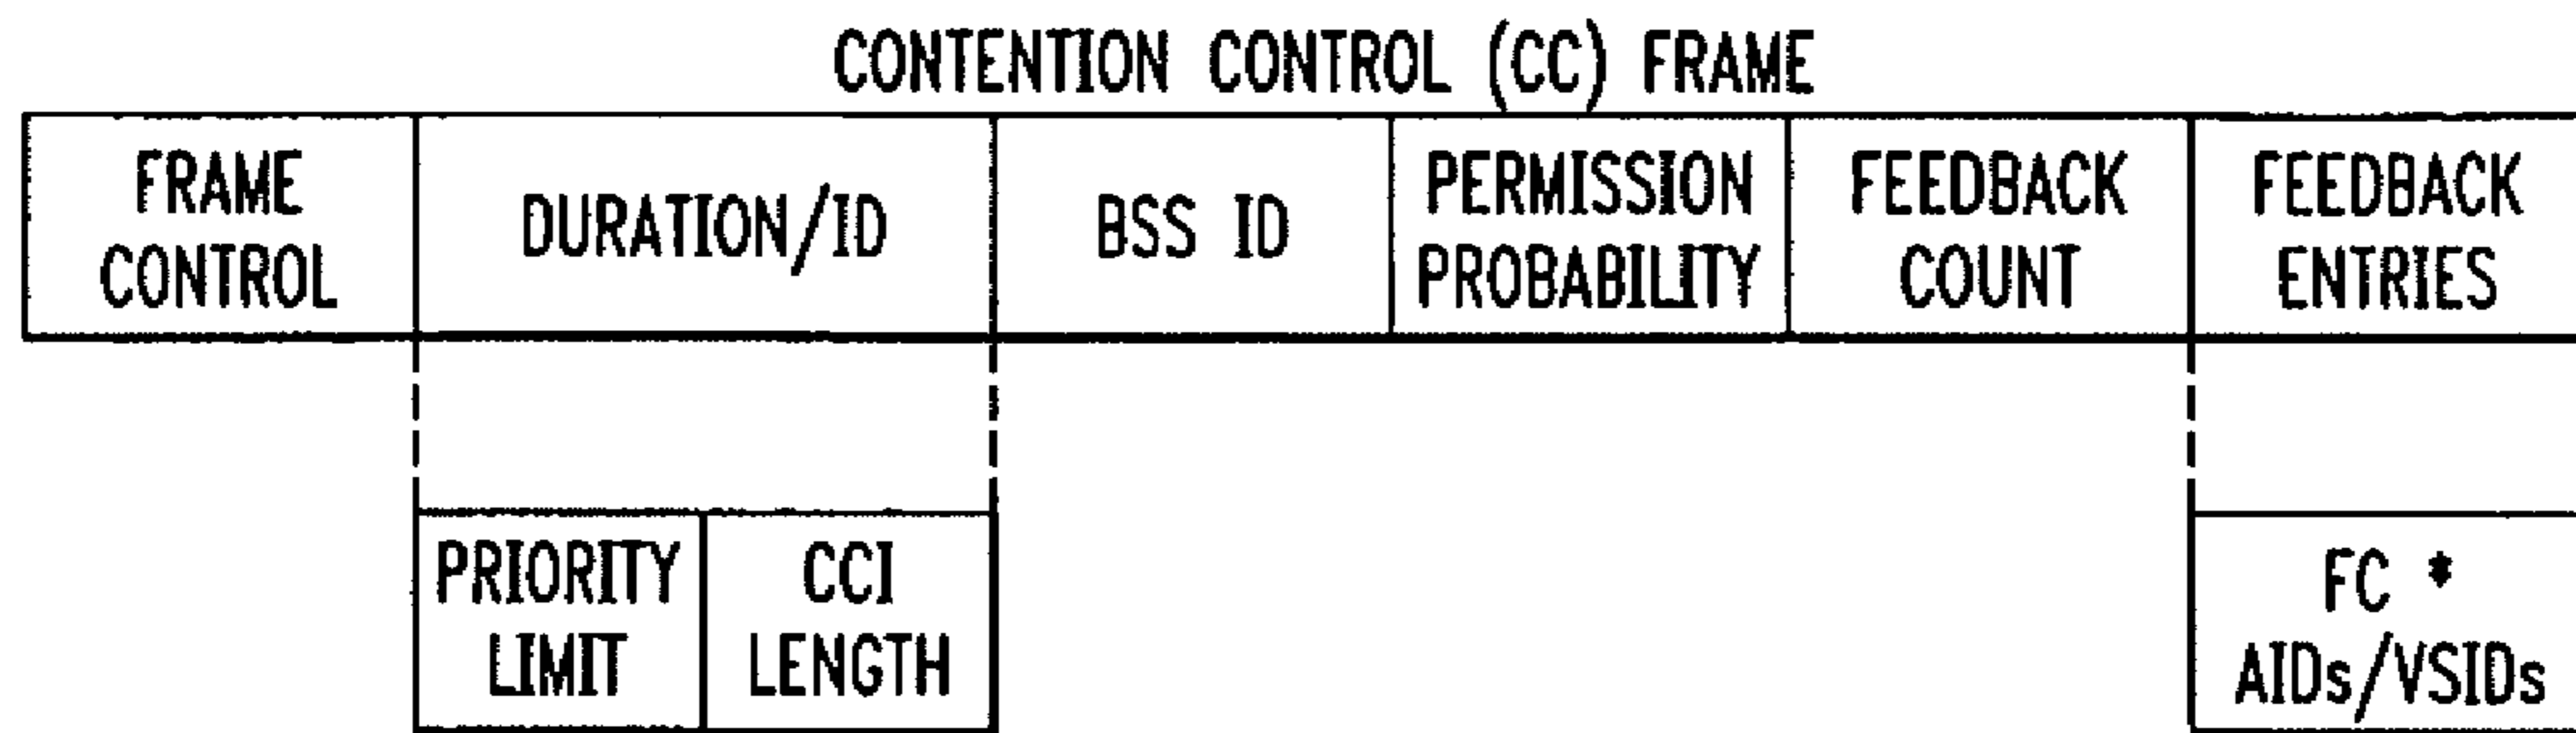 CONTENTION CONTROL (CC) FRAME
FRAME CONTROL
DURATION/ID
BSS ID
PERMISSION PROBABILITY
FEEDBACK COUNT
FEEDBACK ENTRIES
PRIORITY LIMIT
CCI LENGTH
FC *
AIDs/VSIDs